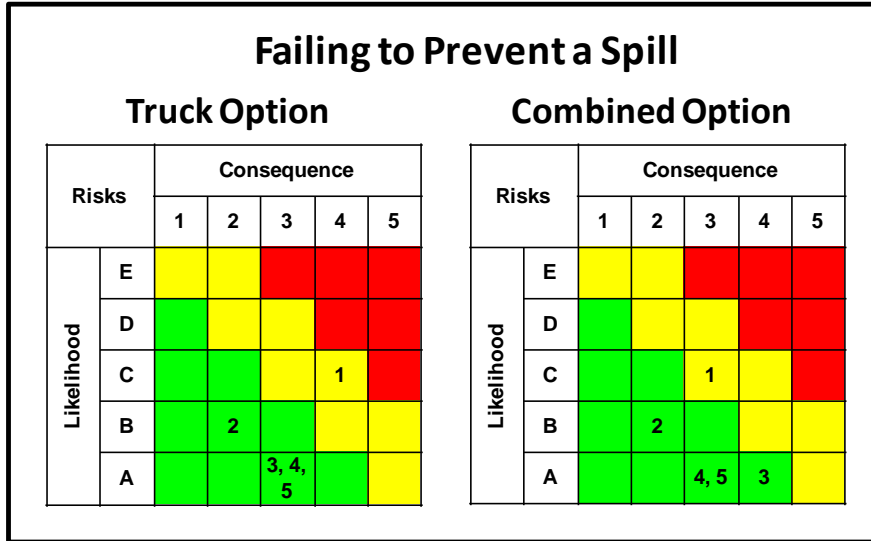 Failing to Prevent a Spill
Truck Option
Risks
Consequence
1 2 3 4 5
Likelihood
E
D
C 1
B 2
A 3, 4,
5
Combined Option
Risks
Consequence
1 2 3 4 5
Likelihood
E
D
C 1
B 2
A 4, 5 3